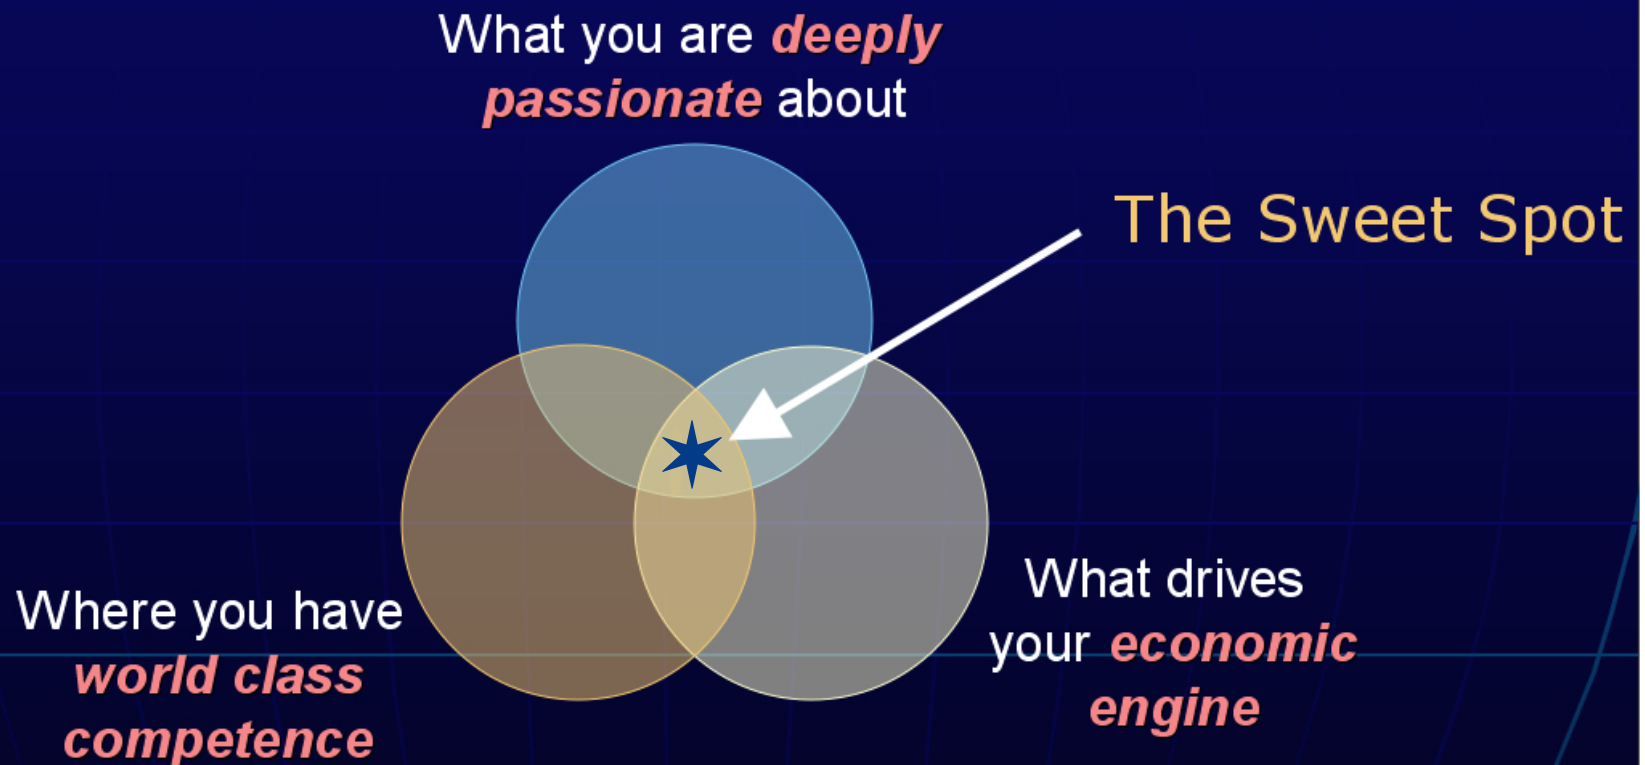 What you are deeply
passionate about
The Sweet Spot
Where you have
world class
competence
What drives
your economic
engine